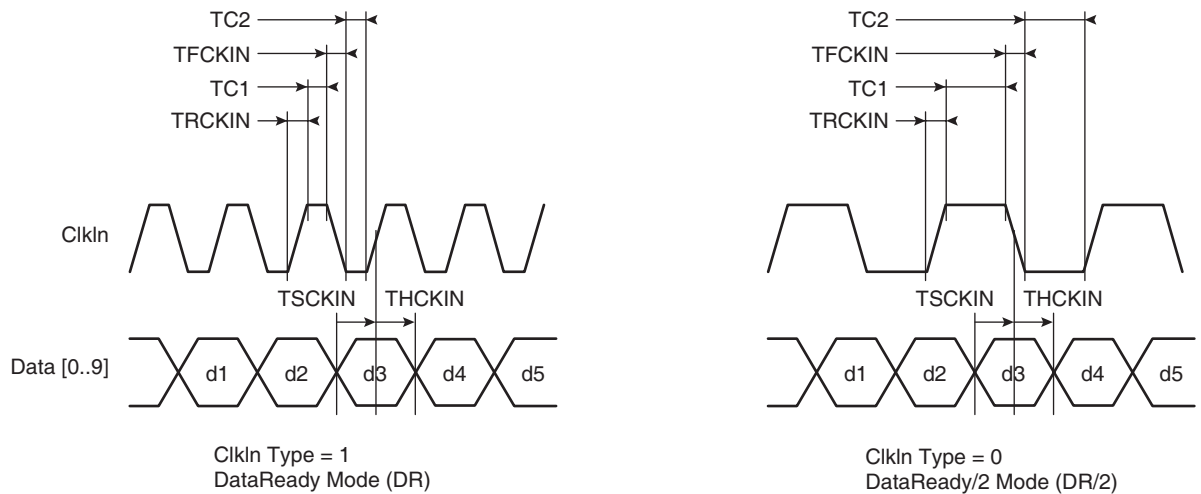 TC2
TFCKIN
TC1
TRCKIN
ClkIn
TSCKIN THCKIN
Data [0..9]
d1 d2 d3 d4 d5
ClkIn Type = 1
DataReady Mode (DR)
TC2
TFCKIN
TC1
TRCKIN
TSCKIN THCKIN
d1 d2 d3 d4 d5
ClkIn Type = 0
DataReady/2 Mode (DR/2)